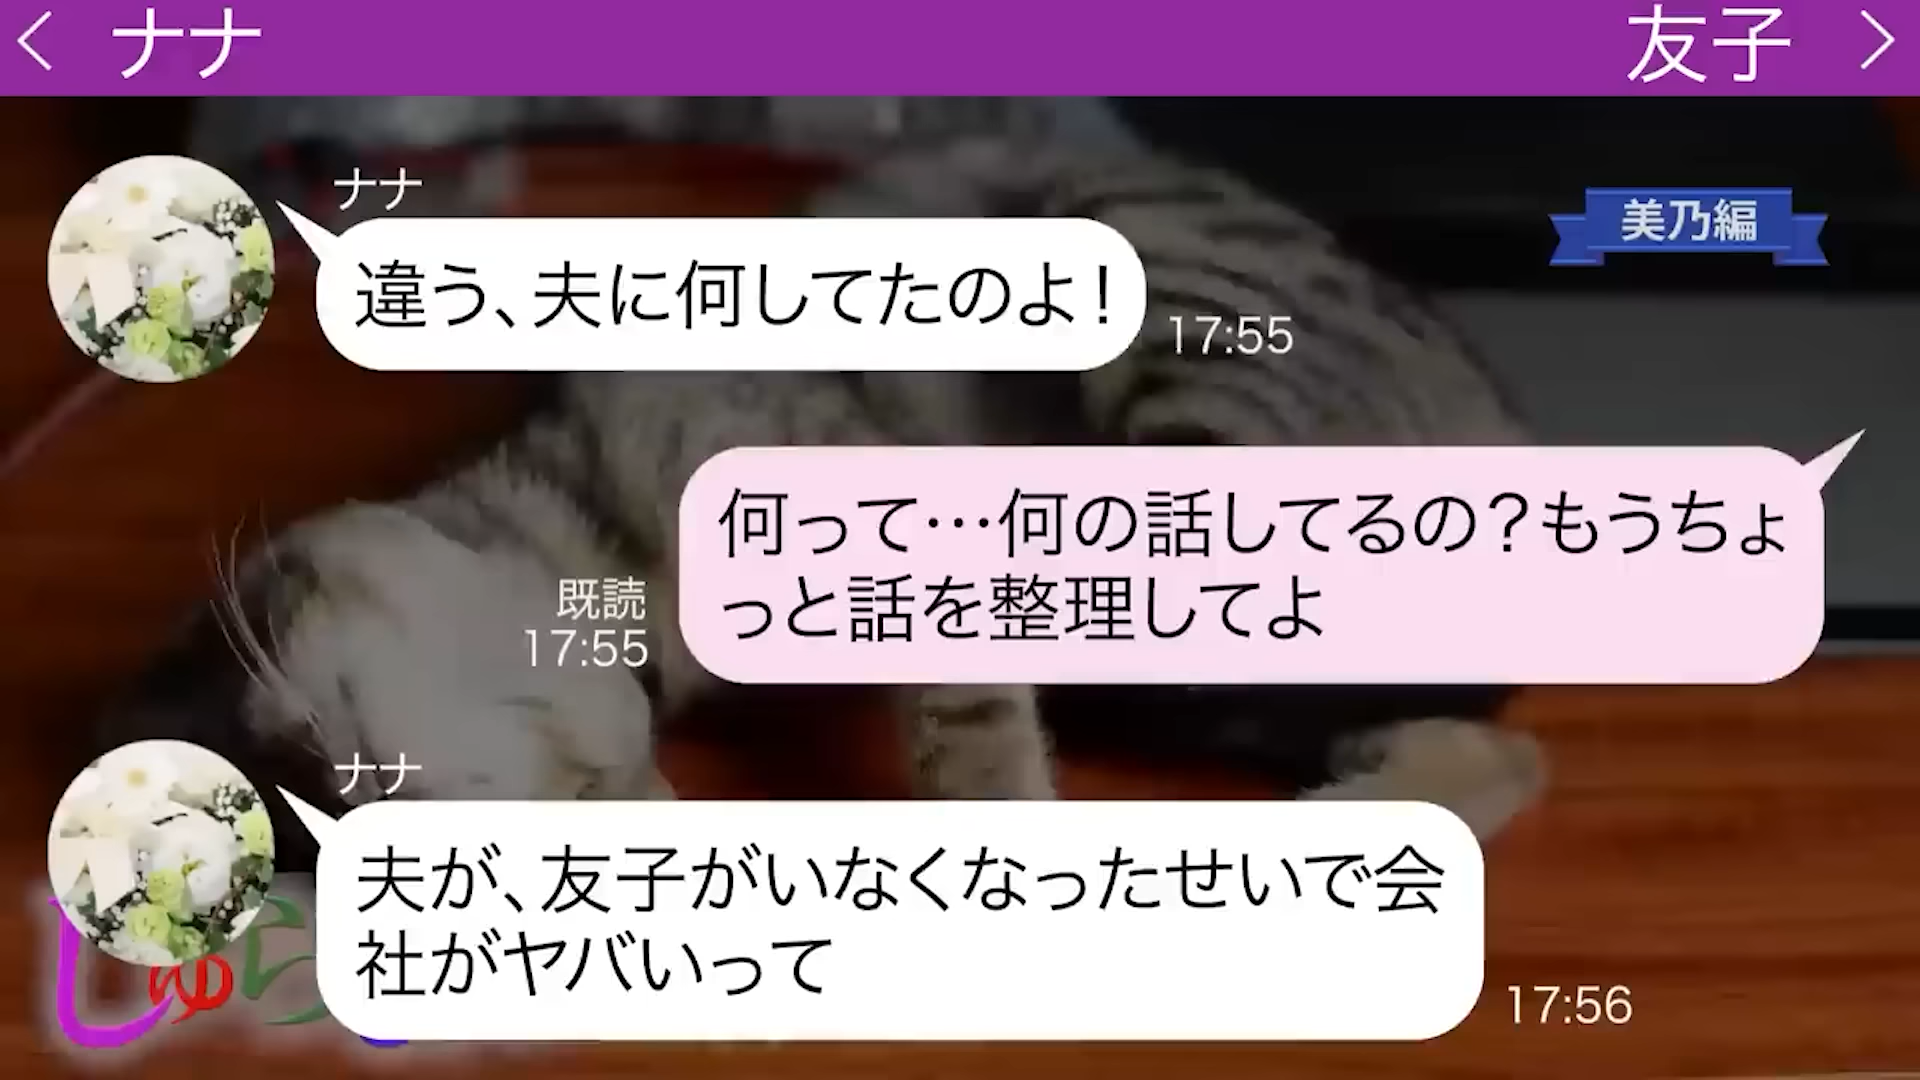 ナナ
友子
ナナ
美乃編
違う、夫に何してたのよ！
17:55
何って…何の話してるの？もうちょ
っと話を整理してよ
既読
17:55
ナナ
夫が、友子がいなくなったせいで会
社がヤバいって
17:56
しゅら